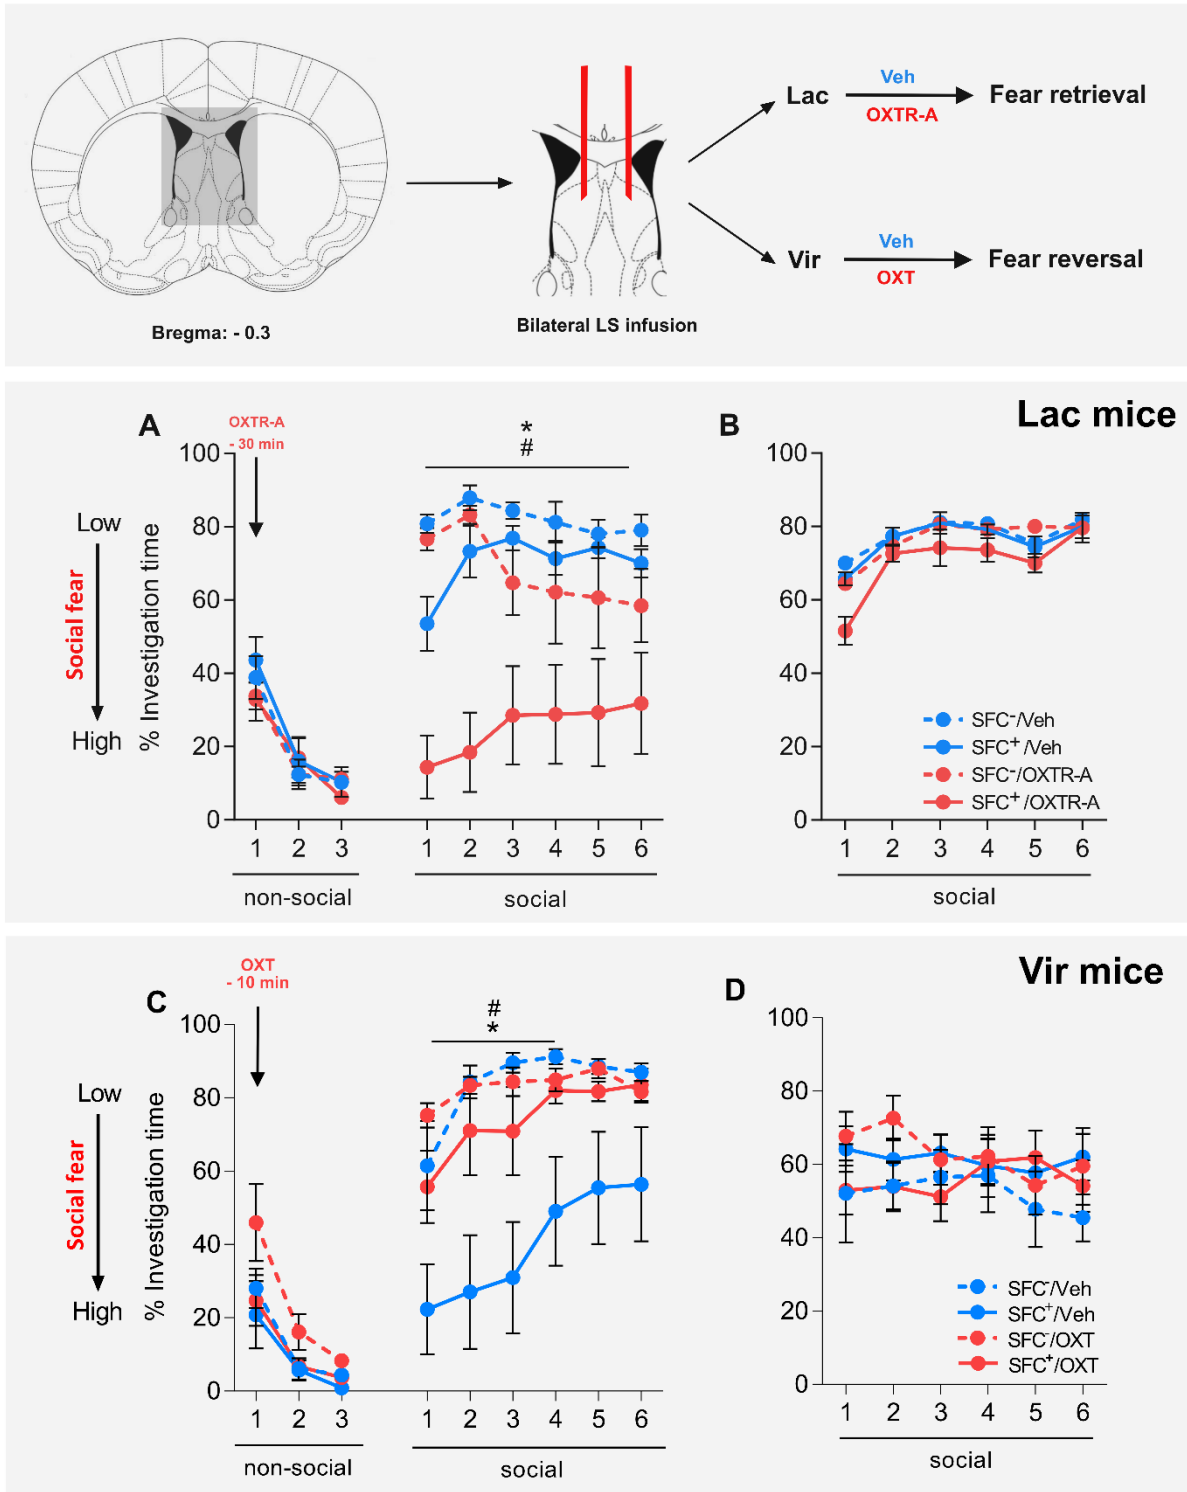 Lac
Veh
OXTR-A
Fear retrieval
Vir
Veh
OXT
Fear reversal
Bregma: - 0.3
Bilateral LS infusion
Lac mice
A
OXTR-A
- 30 min
*
#
100
80
60
40
20
0
% Investigation time
Low
Social fear
High
1 2 3
non-social
1 2 3 4 5 6
social
B
100
80
60
40
20
0
SFC⁻/Veh
SFC⁺/Veh
SFC⁻/OXTR-A
SFC⁺/OXTR-A
1 2 3 4 5 6
social
Vir mice
C
OXT
- 10 min
#
*
100
80
60
40
20
0
% Investigation time
Low
Social fear
High
1 2 3
non-social
1 2 3 4 5 6
social
D
100
80
60
40
20
0
SFC⁻/Veh
SFC⁺/Veh
SFC⁻/OXT
SFC⁺/OXT
1 2 3 4 5 6
social